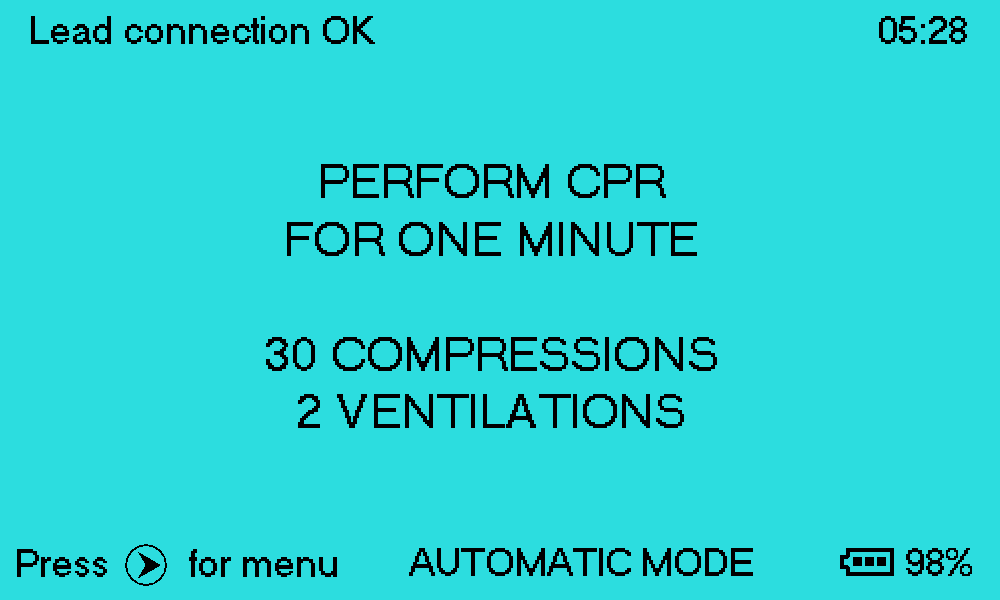 Lead connection OK 05:28
PERFORM CPR
FOR ONE MINUTE
30 COMPRESSIONS
2 VENTILATIONS
Press for menu AUTOMATIC MODE 98%